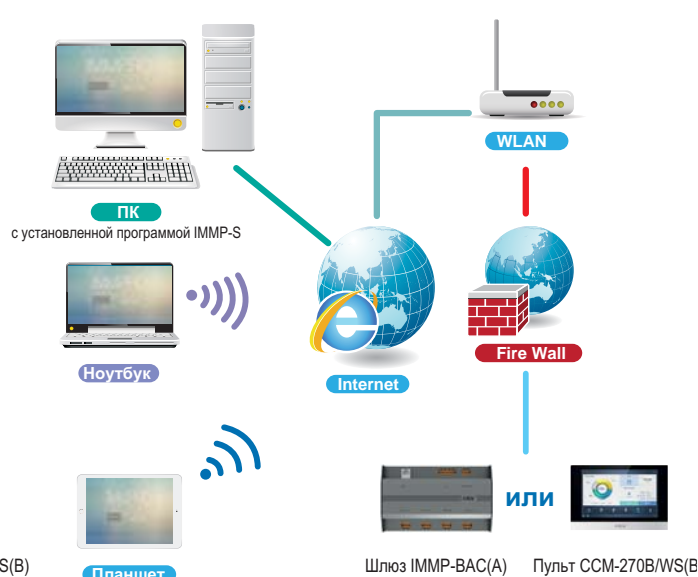 WLAN
ПК
с установленной программой IMMP-S
Ноутбук
Internet
Fire Wall
или
S(B)
Планшет
Шлюз IMMP-BAC(A)
Пульт CCM-270B/WS(B